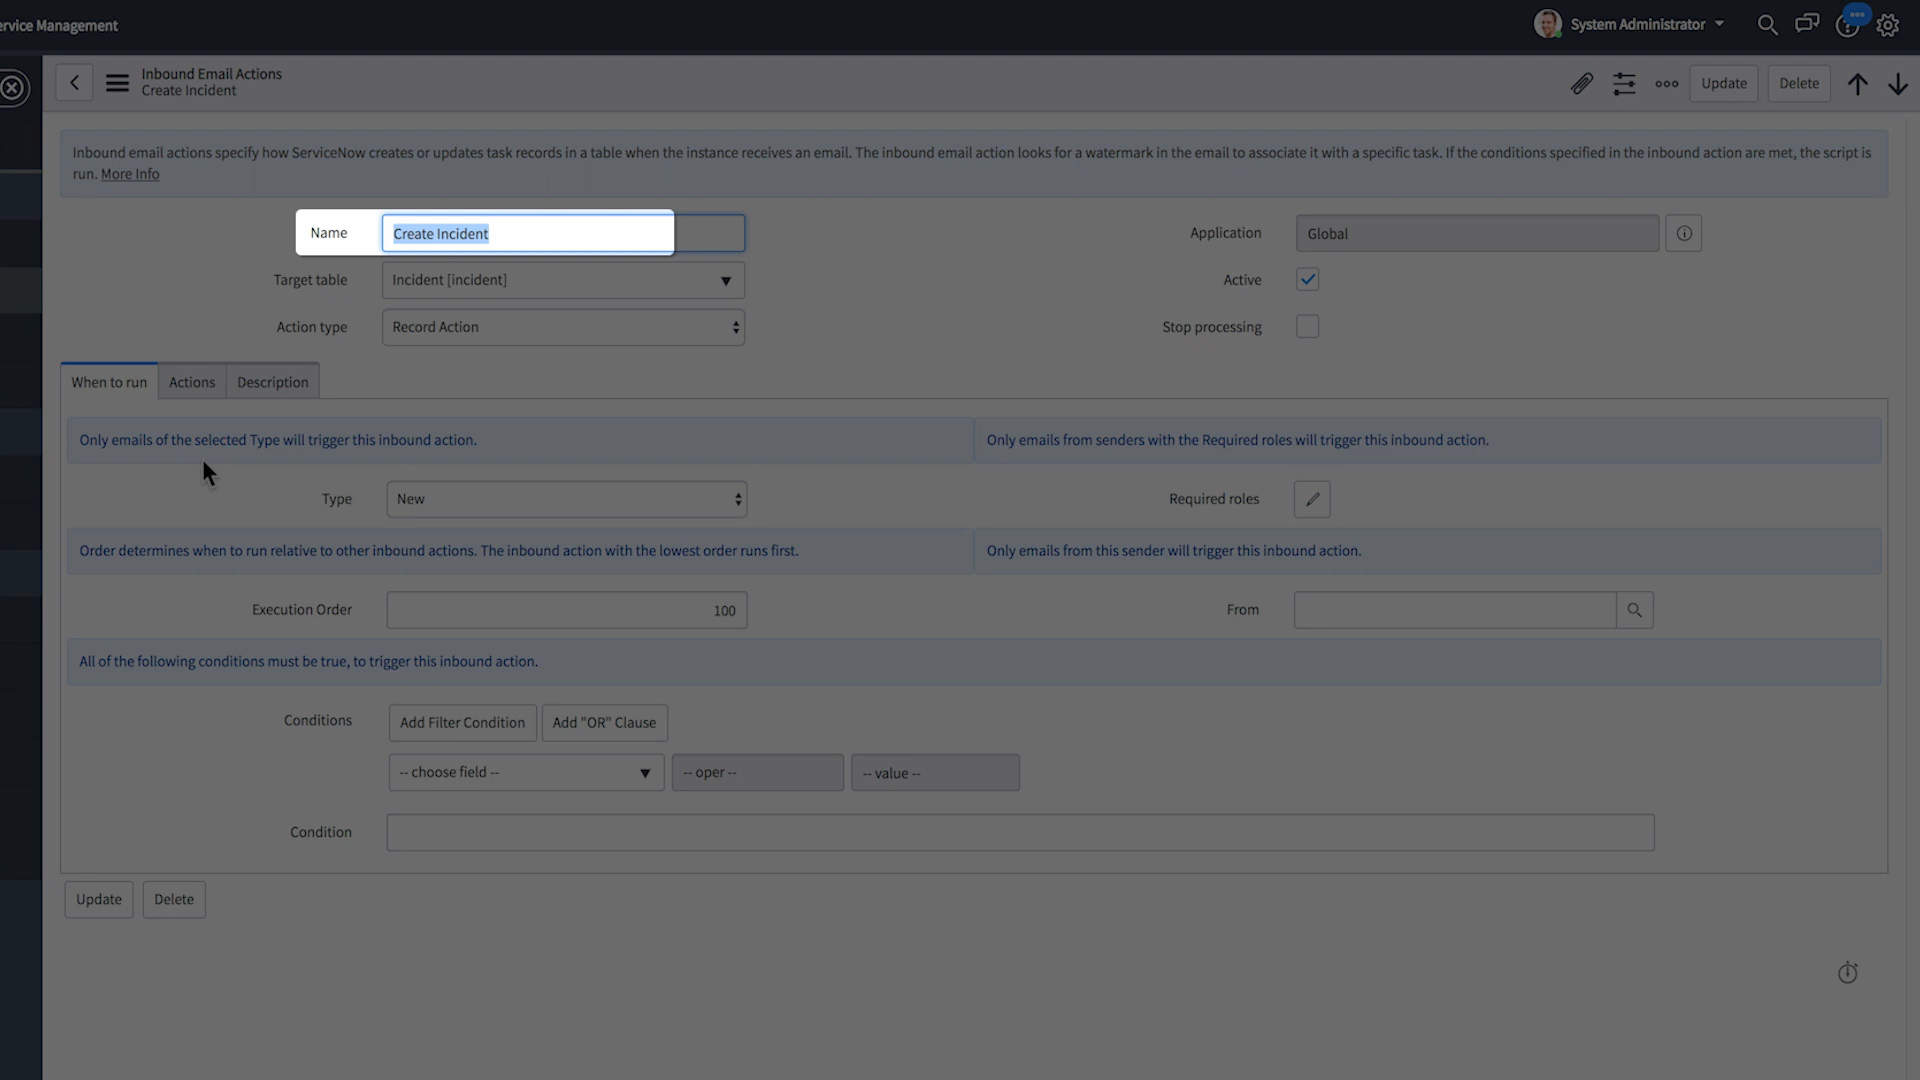 ervice Management
System Administrator
Inbound Email Actions
Create Incident
Update
Delete
Inbound email actions specify how ServiceNow creates or updates task records in a table when the instance receives an email. The inbound email action looks for a watermark in the email to associate it with a specific task. If the conditions specified in the inbound action are met, the script is
run. More Info
Name
Create Incident
Application
Global
Target table
Incident [incident]
Active
Action type
Record Action
Stop processing
When to run
Actions
Description
Only emails of the selected Type will trigger this inbound action.
Only emails from senders with the Required roles will trigger this inbound action.
Type
New
Required roles
Order determines when to run relative to other inbound actions. The inbound action with the lowest order runs first.
Only emails from this sender will trigger this inbound action.
Execution Order
100
From
All of the following conditions must be true, to trigger this inbound action.
Conditions
Add Filter Condition
Add "OR" Clause
-- choose field --
-- oper --
-- value --
Condition
Update
Delete